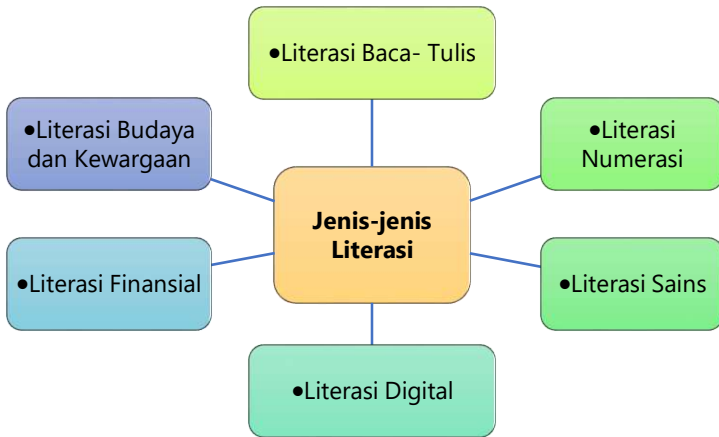 •Literasi Baca- Tulis
•Literasi Budaya
dan Kewargaan
•Literasi
Numerasi
Jenis-jenis
Literasi
•Literasi Finansial
•Literasi Sains
•Literasi Digital